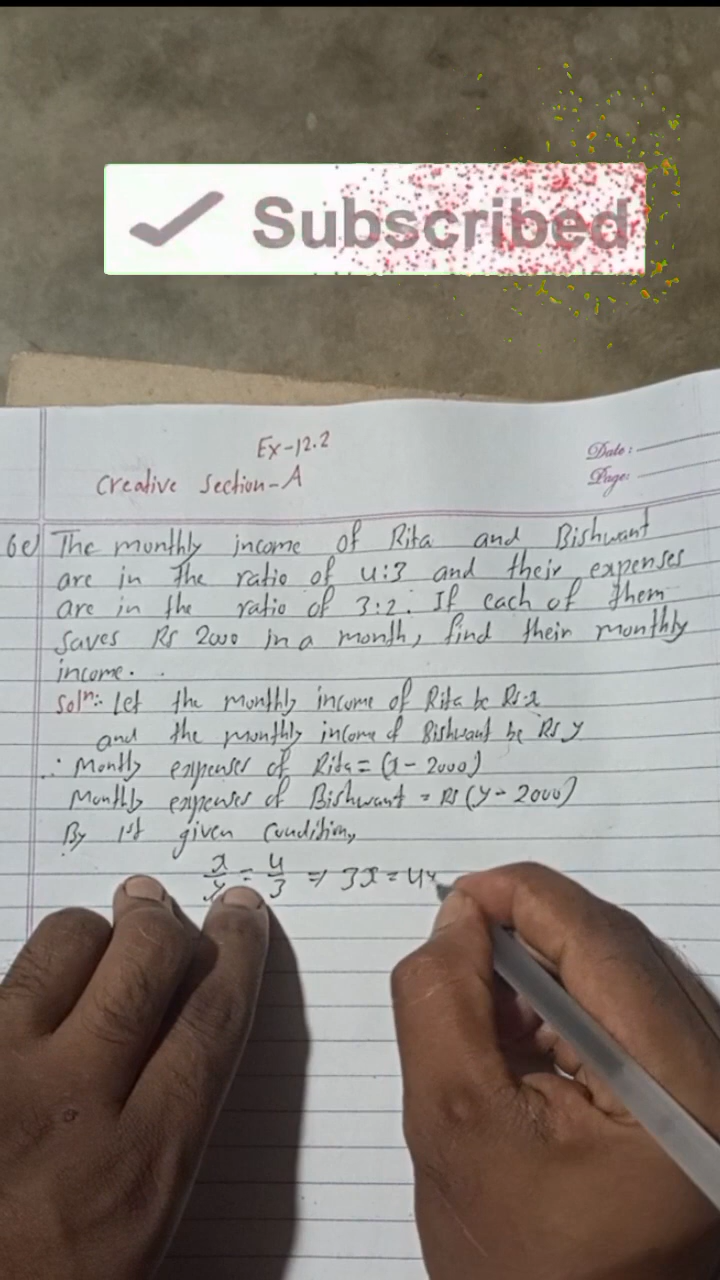 ✓ Subscribed
Ex-12.2
Date:
Creative Section-A
Page:
6c) The monthly income of Rita and Bishwant
are in the ratio of 4:3 and their expenses
are in the ratio of 3:2. If each of them
saves Rs 2000 in a month, find their monthly
income.
Solⁿ: Let the monthly income of Rita be Rs.x
and the monthly income of Bishwant be Rs y
∴ Montly expenses of Rita = (x - 2000)
Monthly expenses of Bishwant = Rs (y - 2000)
By 1st given condition,
x/y = 4/3 ⇒ 3x = 4y